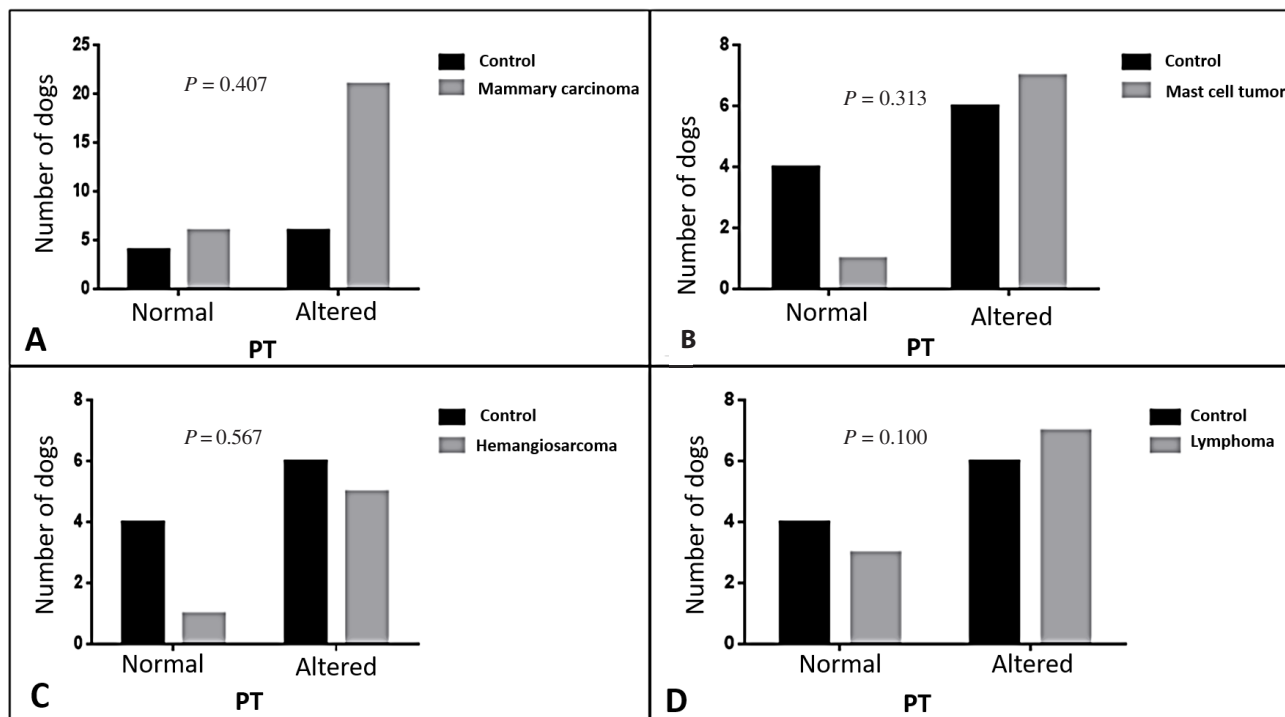 25
20
15
10
5
0
Number of dogs
P = 0.407
Control
Mammary carcinoma
Normal
Altered
PT
A
8
6
4
2
0
Number of dogs
P = 0.313
Control
Mast cell tumor
Normal
Altered
PT
B
8
6
4
2
0
Number of dogs
P = 0.567
Control
Hemangiosarcoma
Normal
Altered
PT
C
8
6
4
2
0
Number of dogs
P = 0.100
Control
Lymphoma
Normal
Altered
PT
D